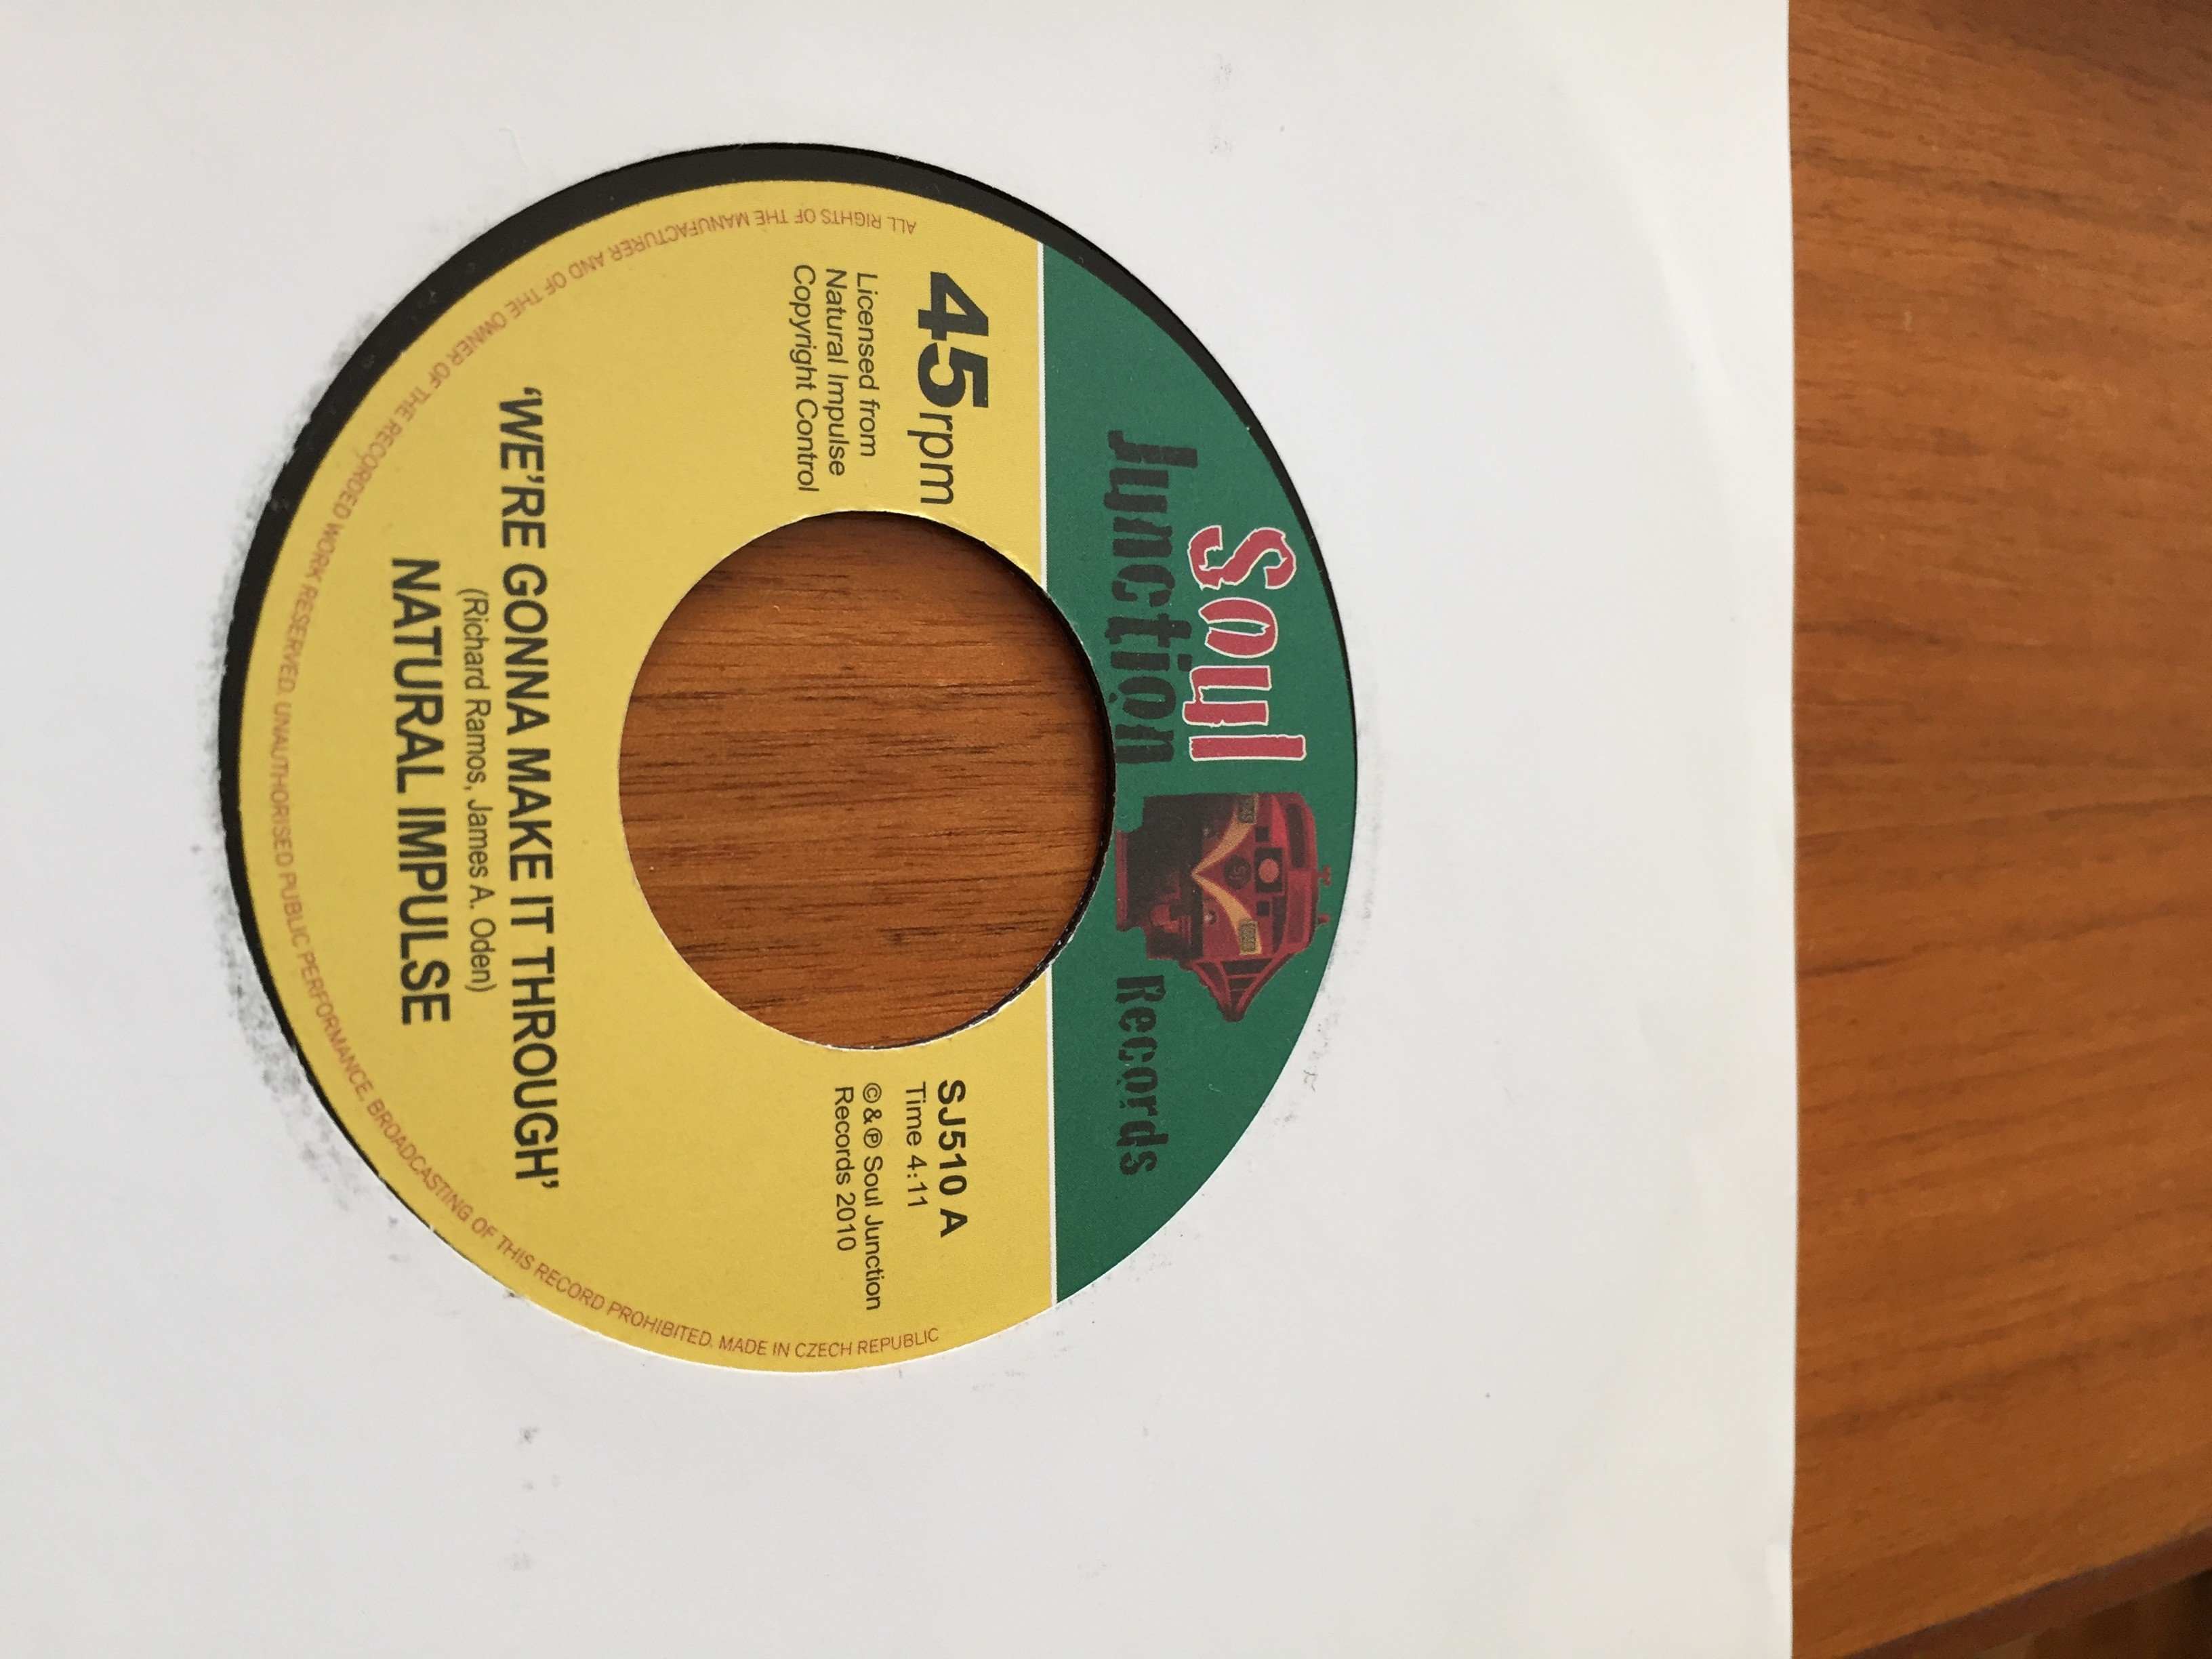 Soul
Junction
Records
45rpm
Licensed from
Natural Impulse
Copyright Control
SJ510 A
Time 4:11
©&℗ Soul Junction
Records 2010
‘WE’RE GONNA MAKE IT THROUGH’
(Richard Ramos, James A. Oden)
NATURAL IMPULSE
ALL RIGHTS OF THE MANUFACTURER AND OF THE OWNER OF THE RECORDED WORK RESERVED. UNAUTHORISED PUBLIC PERFORMANCE, BROADCASTING OF THIS RECORD PROHIBITED. MADE IN CZECH REPUBLIC